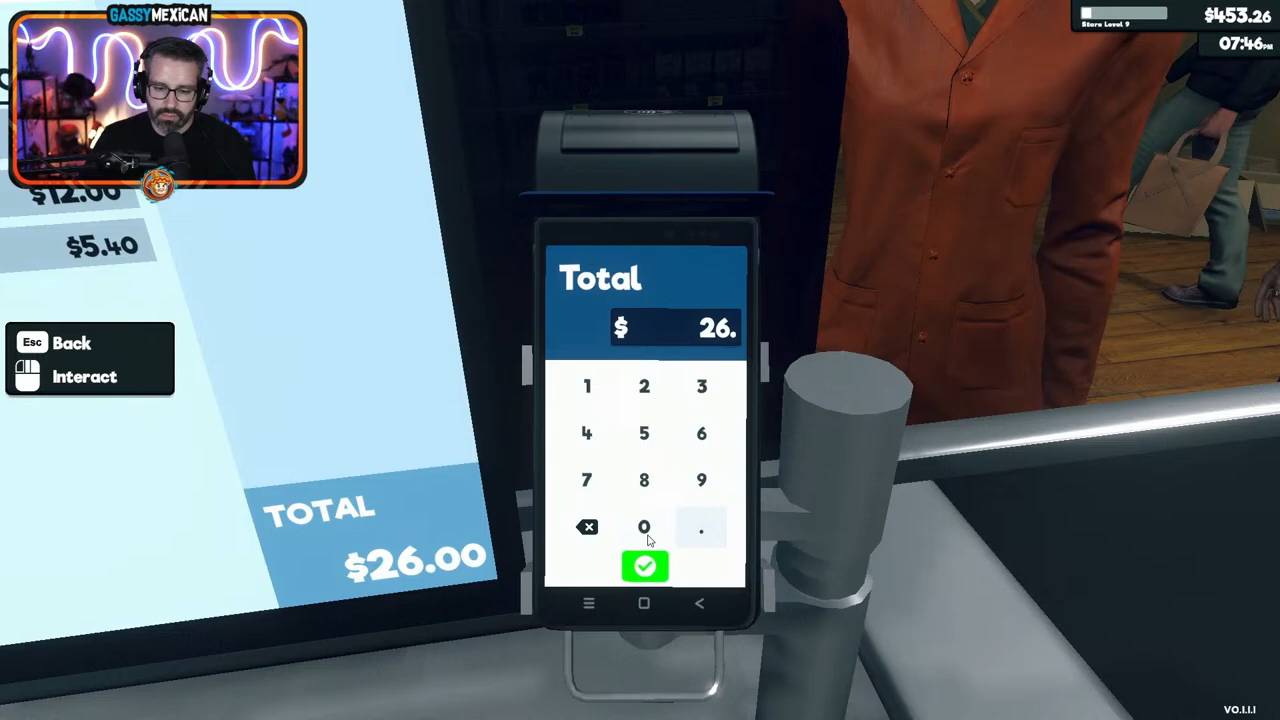 GASSYMEXICAN
$453.26
Store Level 9
07:46PM
$12.00
$5.40
Esc Back
Interact
Total
$ 26.
1 2 3
4 5 6
7 8 9
0 .
TOTAL
$26.00
V0.1.1.1